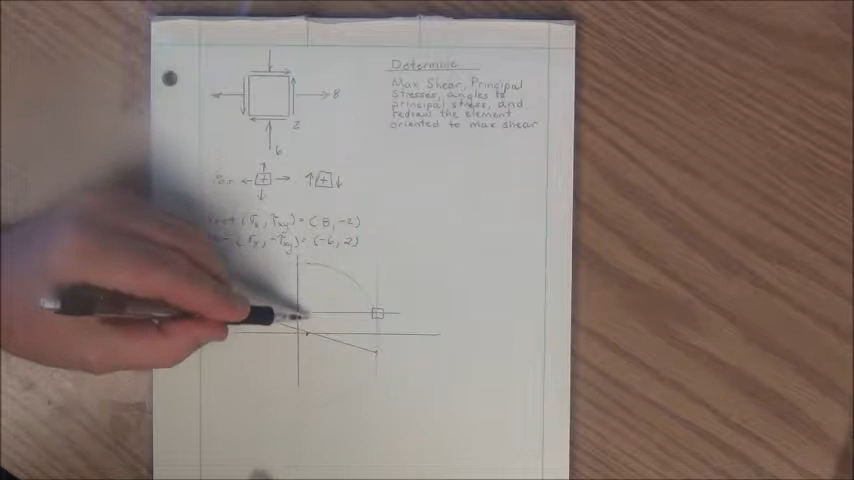 Determine
Max Shear, Principal
Stresses, angles to
principal stress, and
redraw the element
oriented to max shear
8
2
6
+ +
(σx, τxy) = (8, -2)
(σy, -τxy) = (-6, 2)